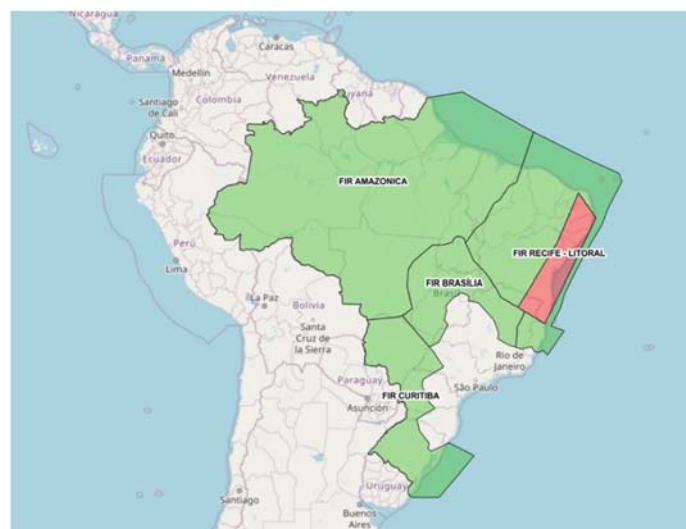 Nicaragua
Panamá
Caracas
Medellín
Venezuela
Santiago
de Cali
Colombia
Quito
Ecuador
FIR AMAZONICA
Perú
Lima
FIR RECIFE - LITORAL
FIR BRASÍLIA
Brasil
La Paz
Bolivia
Santa
Cruz de
la Sierra
Rio de
Janeiro
Paraguay
São Paulo
FIR CURITIBA
Asunción
Uruguay
Santiago
Buenos
Aires